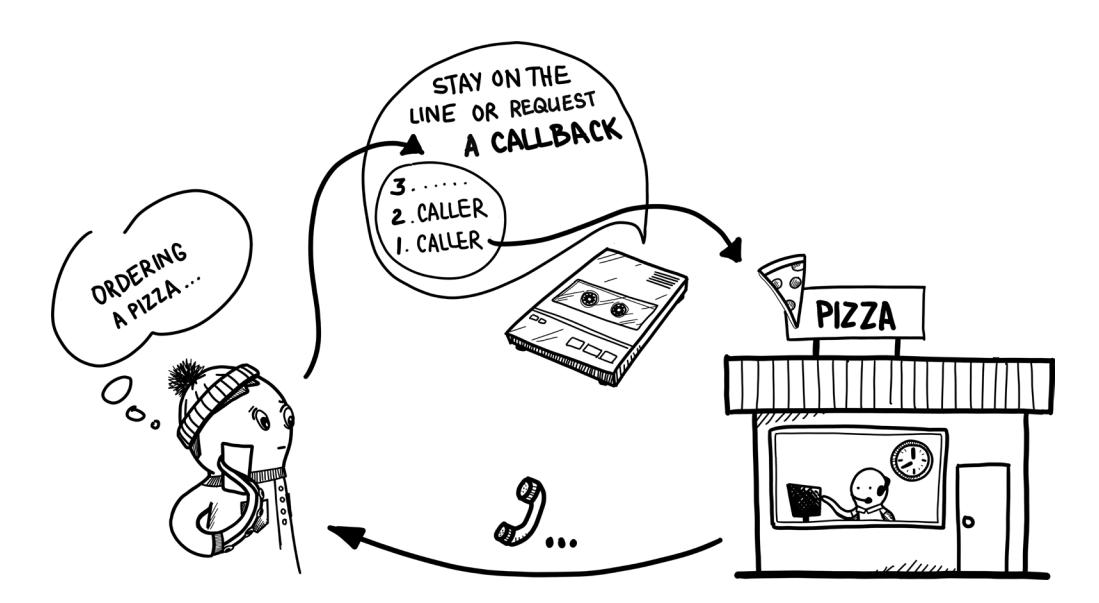 STAY ON THE
LINE OR REQUEST
A CALLBACK
3.......
2.CALLER
1. CALLER
ORDERING
A PIZZA...
PIZZA
...